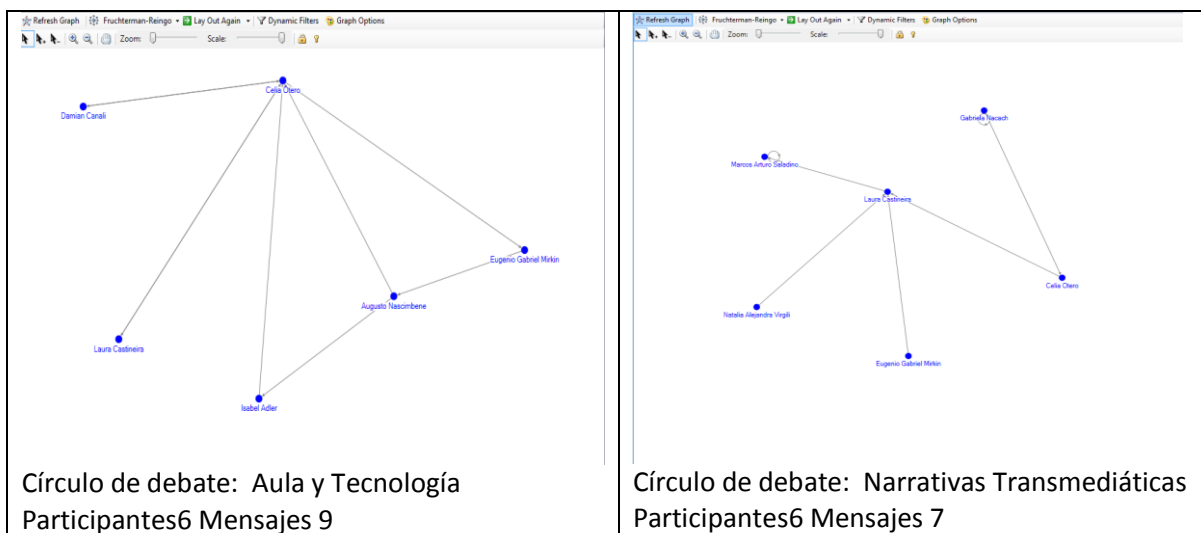 Refresh Graph Fruchterman-Reingo Lay Out Again Dynamic Filters Graph Options
Zoom: Scale:
Celia Otero
Damian Canali
Eugenio Gabriel Mirkin
Augusto Nascimbene
Laura Castineira
Isabel Adler
Círculo de debate: Aula y Tecnología
Participantes6 Mensajes 9
Refresh Graph Fruchterman-Reingo Lay Out Again Dynamic Filters Graph Options
Zoom: Scale:
Gabriela Nacach
Marcos Arturo Saladino
Laura Castineira
Celia Otero
Natalia Alejandra Virgili
Eugenio Gabriel Mirkin
Círculo de debate: Narrativas Transmediáticas
Participantes6 Mensajes 7